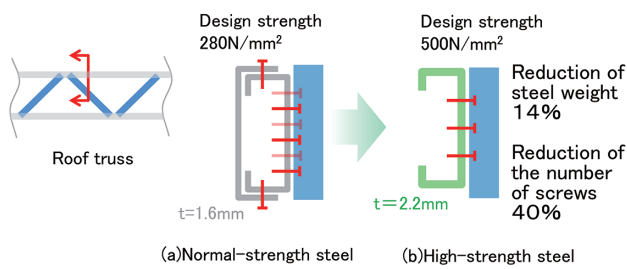 Roof truss
Design strength
280N/mm²
t=1.6mm
(a)Normal-strength steel
Design strength
500N/mm²
t=2.2mm
(b)High-strength steel
Reduction of
steel weight
14%
Reduction of
the number
of screws
40%